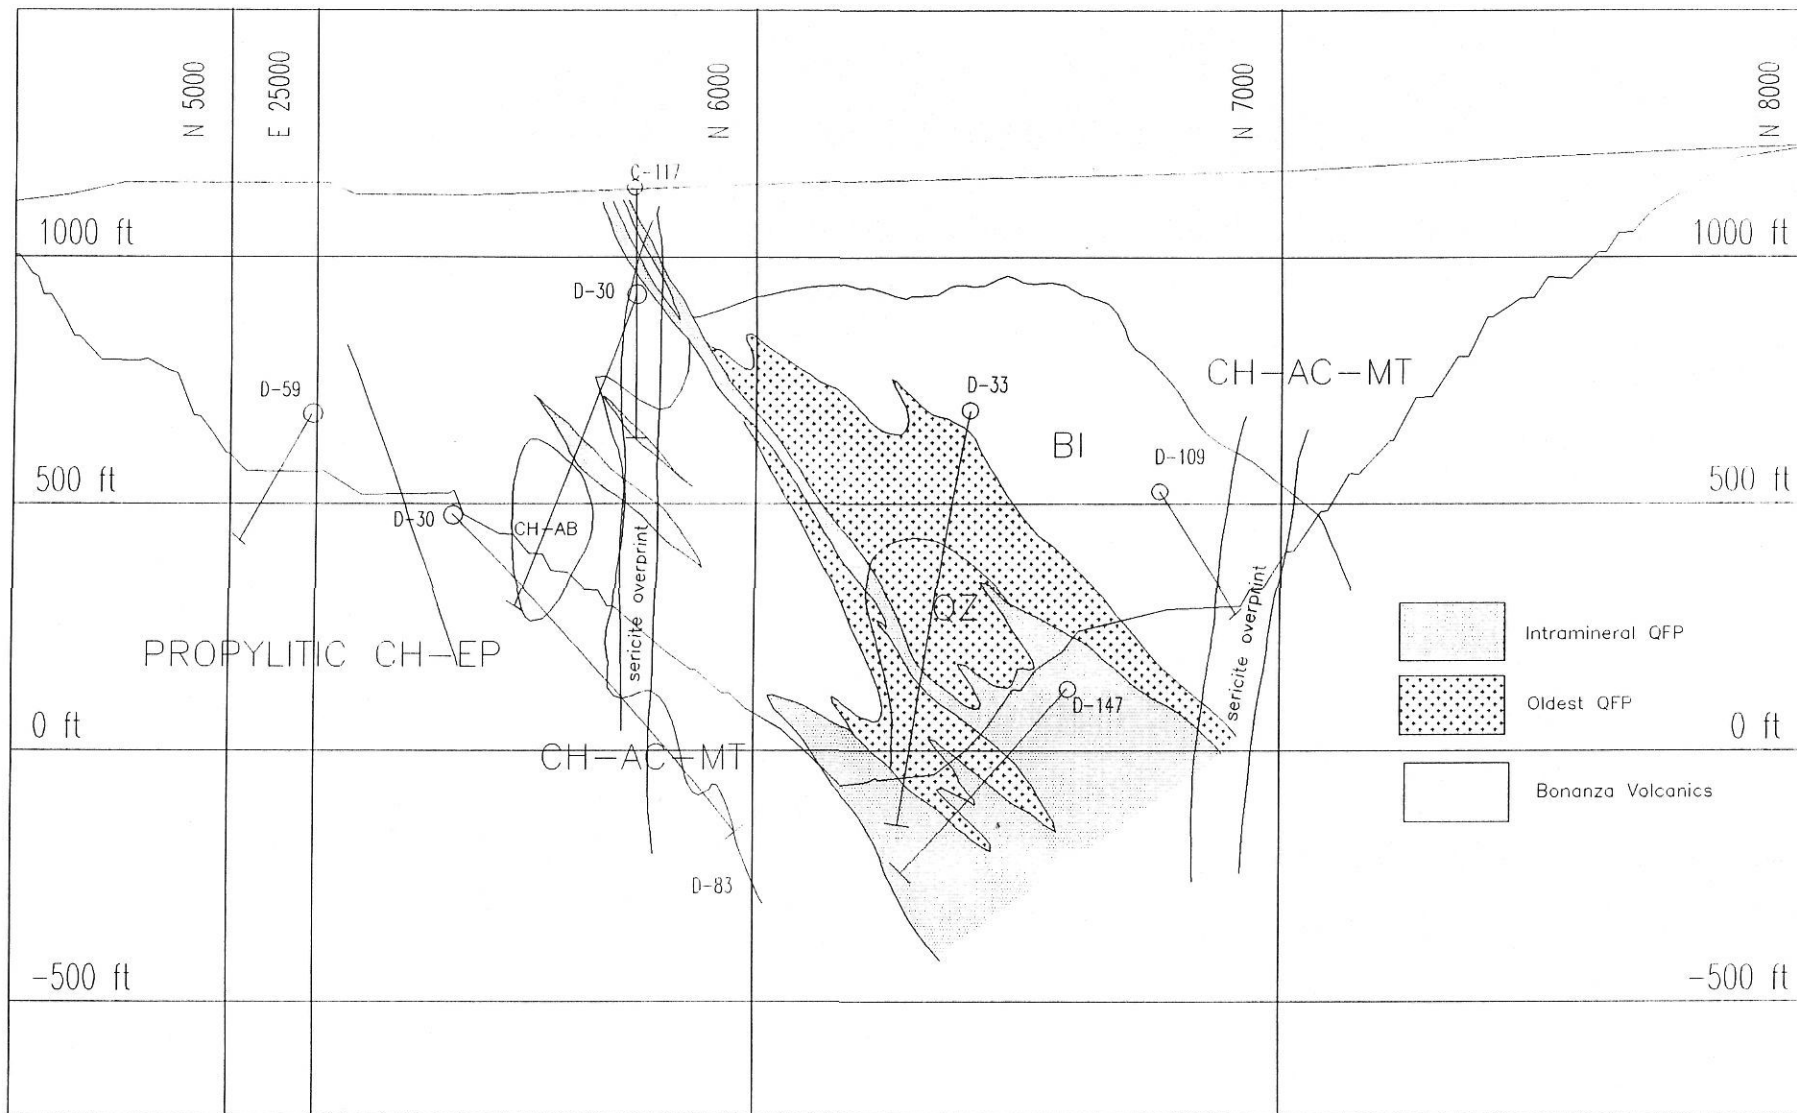 N 5000
E 25000
N 6000
N 7000
N 8000
C-117
1000 ft
1000 ft
D-30
CH-AC-MT
D-59
D-33
BI
D-109
500 ft
500 ft
D-30
CH-AB
sericite overprint
QZ
sericite overprint
PROPYLITIC CH-EP
Intramineral QFP
D-147
Oldest QFP
0 ft
0 ft
CH-AC-MT
Bonanza Volcanics
D-83
-500 ft
-500 ft